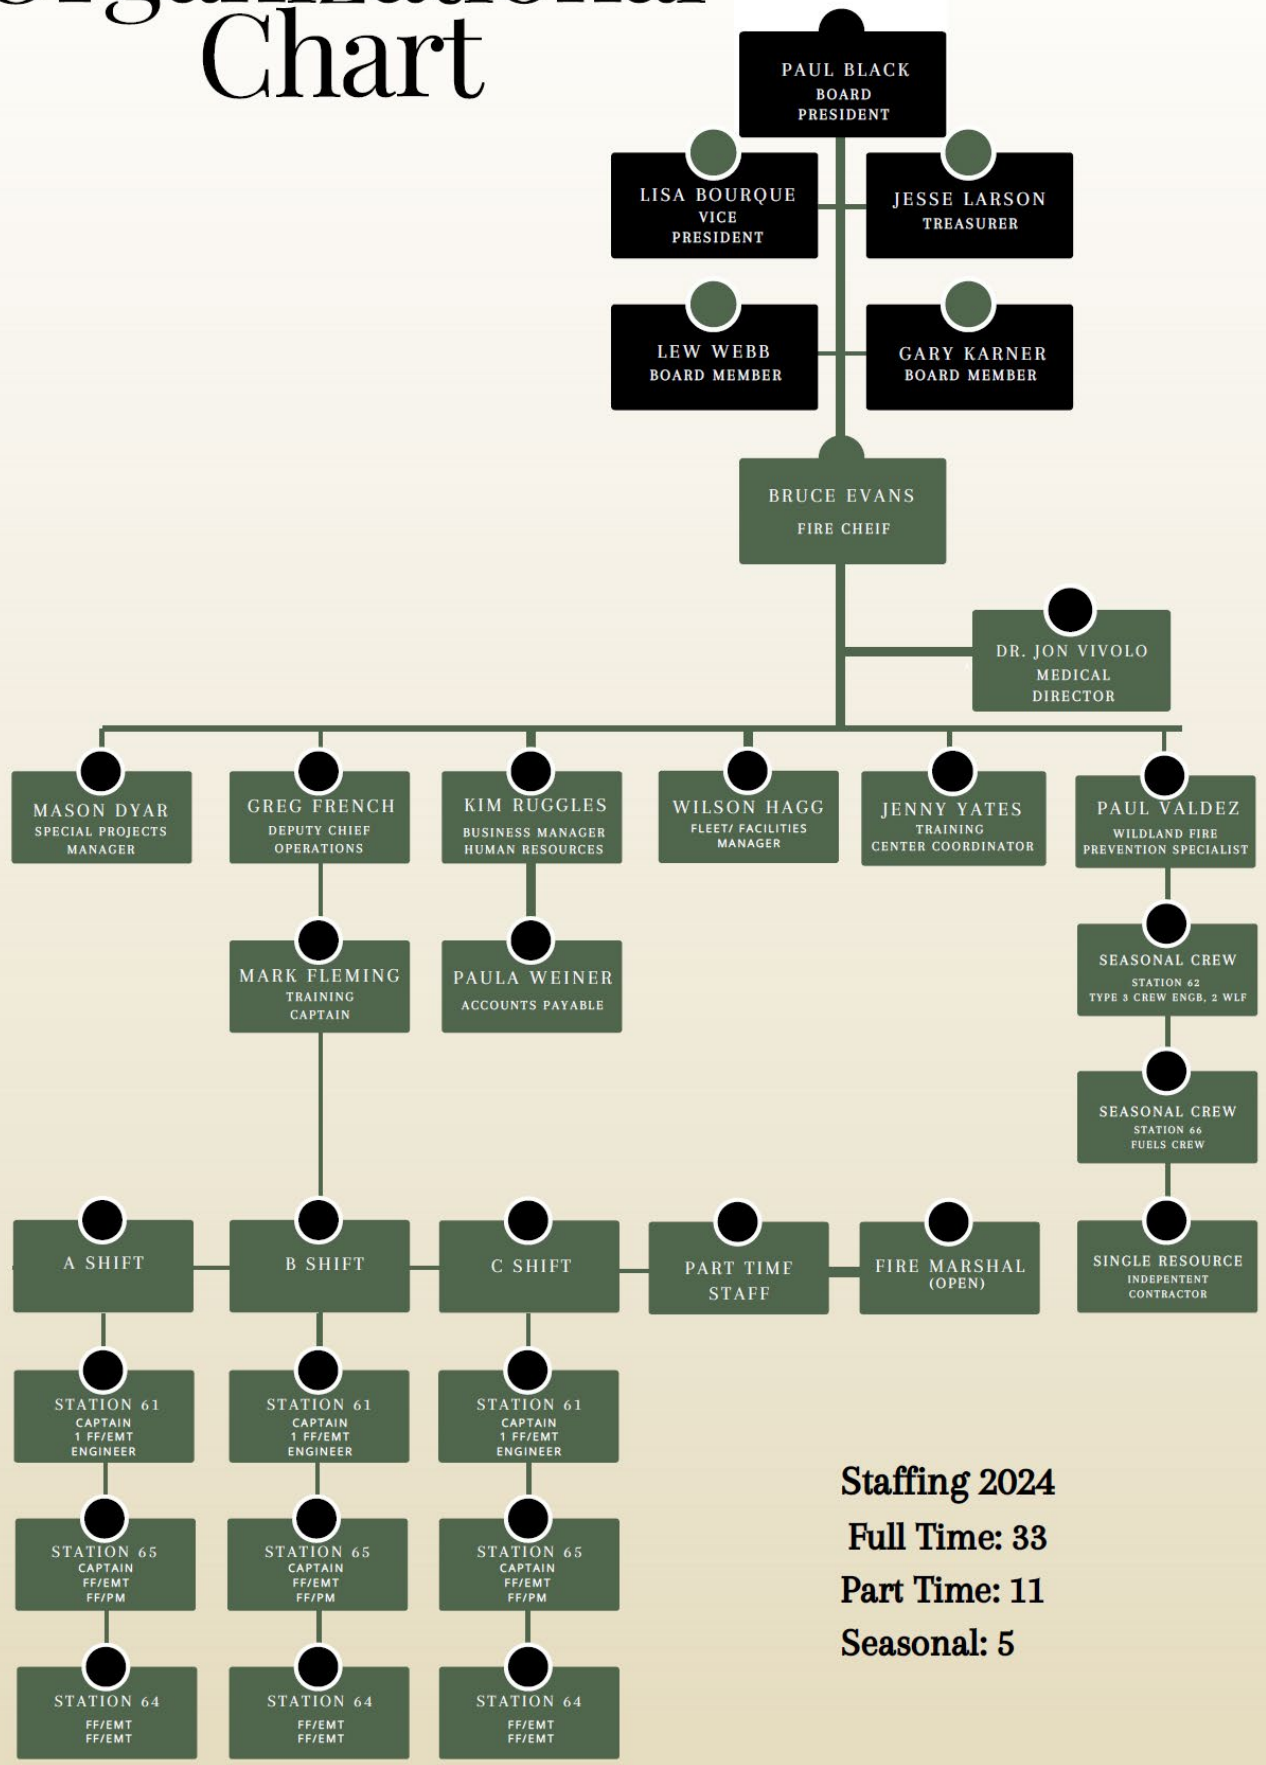 Organizational
Chart
PAUL BLACK
BOARD
PRESIDENT
LISA BOURQUE
VICE
PRESIDENT
JESSE LARSON
TREASURER
LEW WEBB
BOARD MEMBER
GARY KARNER
BOARD MEMBER
BRUCE EVANS
FIRE CHEIF
DR. JON VIVOLO
MEDICAL
DIRECTOR
MASON DYAR
SPECIAL PROJECTS
MANAGER
GREG FRENCH
DEPUTY CHIEF
OPERATIONS
KIM RUGGLES
BUSINESS MANAGER
HUMAN RESOURCES
WILSON HAGG
FLEET/ FACILITIES
MANAGER
JENNY YATES
TRAINING
CENTER COORDINATOR
PAUL VALDEZ
WILDLAND FIRE
PREVENTION SPECIALIST
MARK FLEMING
TRAINING
CAPTAIN
PAULA WEINER
ACCOUNTS PAYABLE
SEASONAL CREW
STATION 62
TYPE 3 CREW ENGB, 2 WLF
SEASONAL CREW
STATION 66
FUELS CREW
A SHIFT
B SHIFT
C SHIFT
PART TIME
STAFF
FIRE MARSHAL
(OPEN)
SINGLE RESOURCE
INDEPENTENT
CONTRACTOR
STATION 61
CAPTAIN
1 FF/EMT
ENGINEER
STATION 61
CAPTAIN
1 FF/EMT
ENGINEER
STATION 61
CAPTAIN
1 FF/EMT
ENGINEER
STATION 65
CAPTAIN
FF/EMT
FF/PM
STATION 65
CAPTAIN
FF/EMT
FF/PM
STATION 65
CAPTAIN
FF/EMT
FF/PM
STATION 64
FF/EMT
FF/EMT
STATION 64
FF/EMT
FF/EMT
STATION 64
FF/EMT
FF/EMT
Staffing 2024
Full Time: 33
Part Time: 11
Seasonal: 5